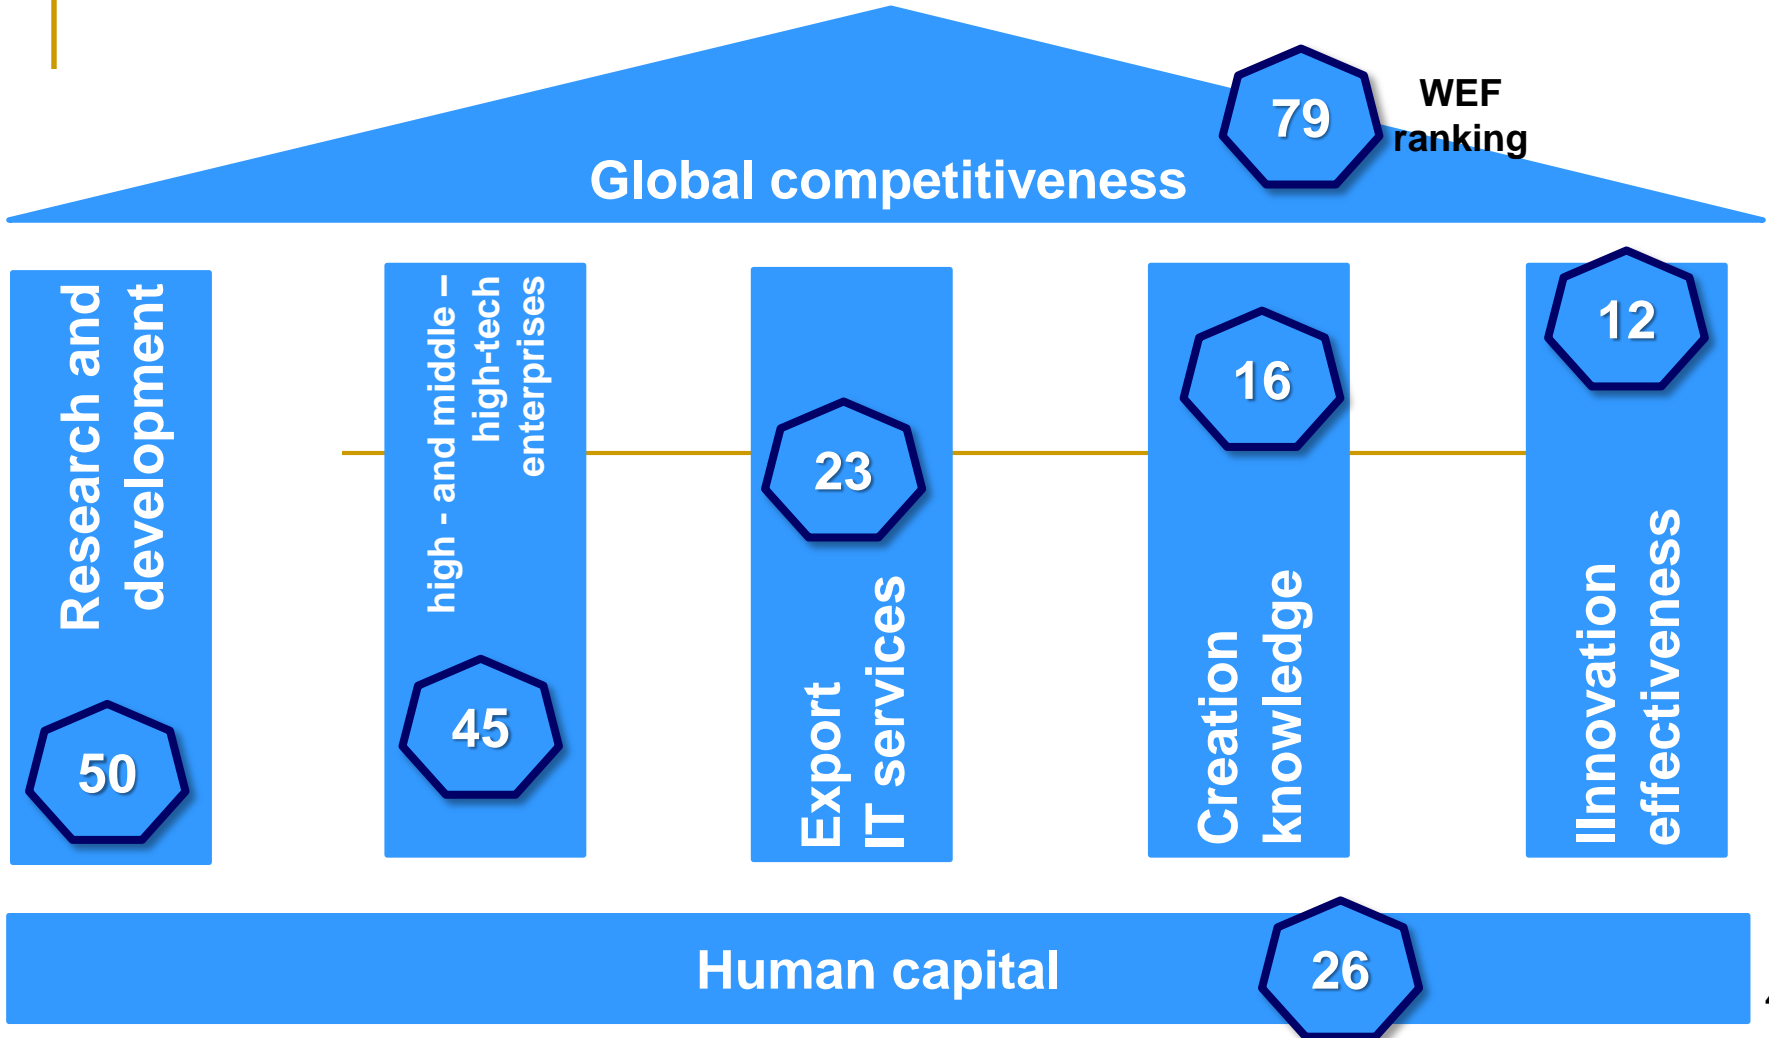 79
WEF
ranking
Global competitiveness
Research and
development
50
high - and middle –
high-tech
enterprises
45
23
Export
IT services
16
Creation
knowledge
12
IInnovation
effectiveness
Human capital
26